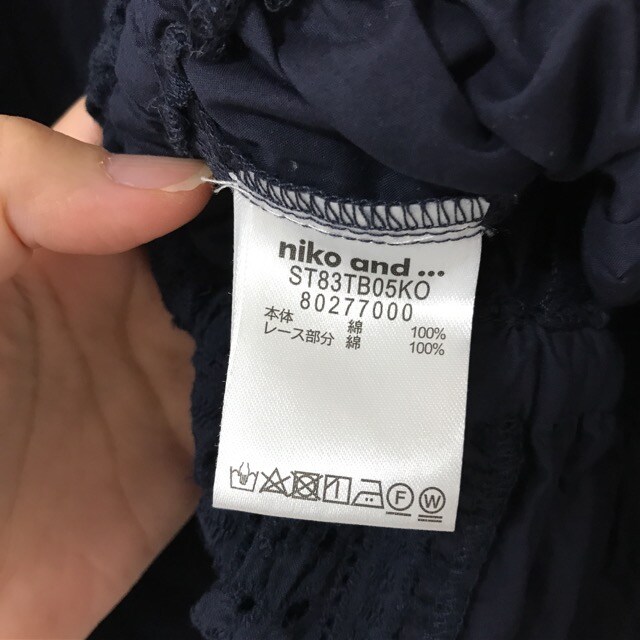 niko and ...
ST83TB05KO
80277000
本体 綿 100%
レース部分 綿 100%
F W